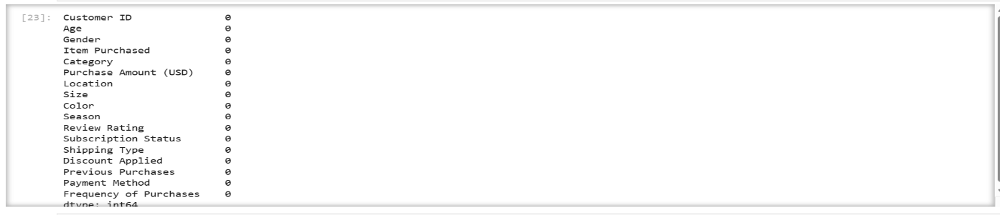 [23]: Customer ID 0
Age 0
Gender 0
Item Purchased 0
Category 0
Purchase Amount (USD) 0
Location 0
Size 0
Color 0
Season 0
Review Rating 0
Subscription Status 0
Shipping Type 0
Discount Applied 0
Previous Purchases 0
Payment Method 0
Frequency of Purchases 0
dtype: int64